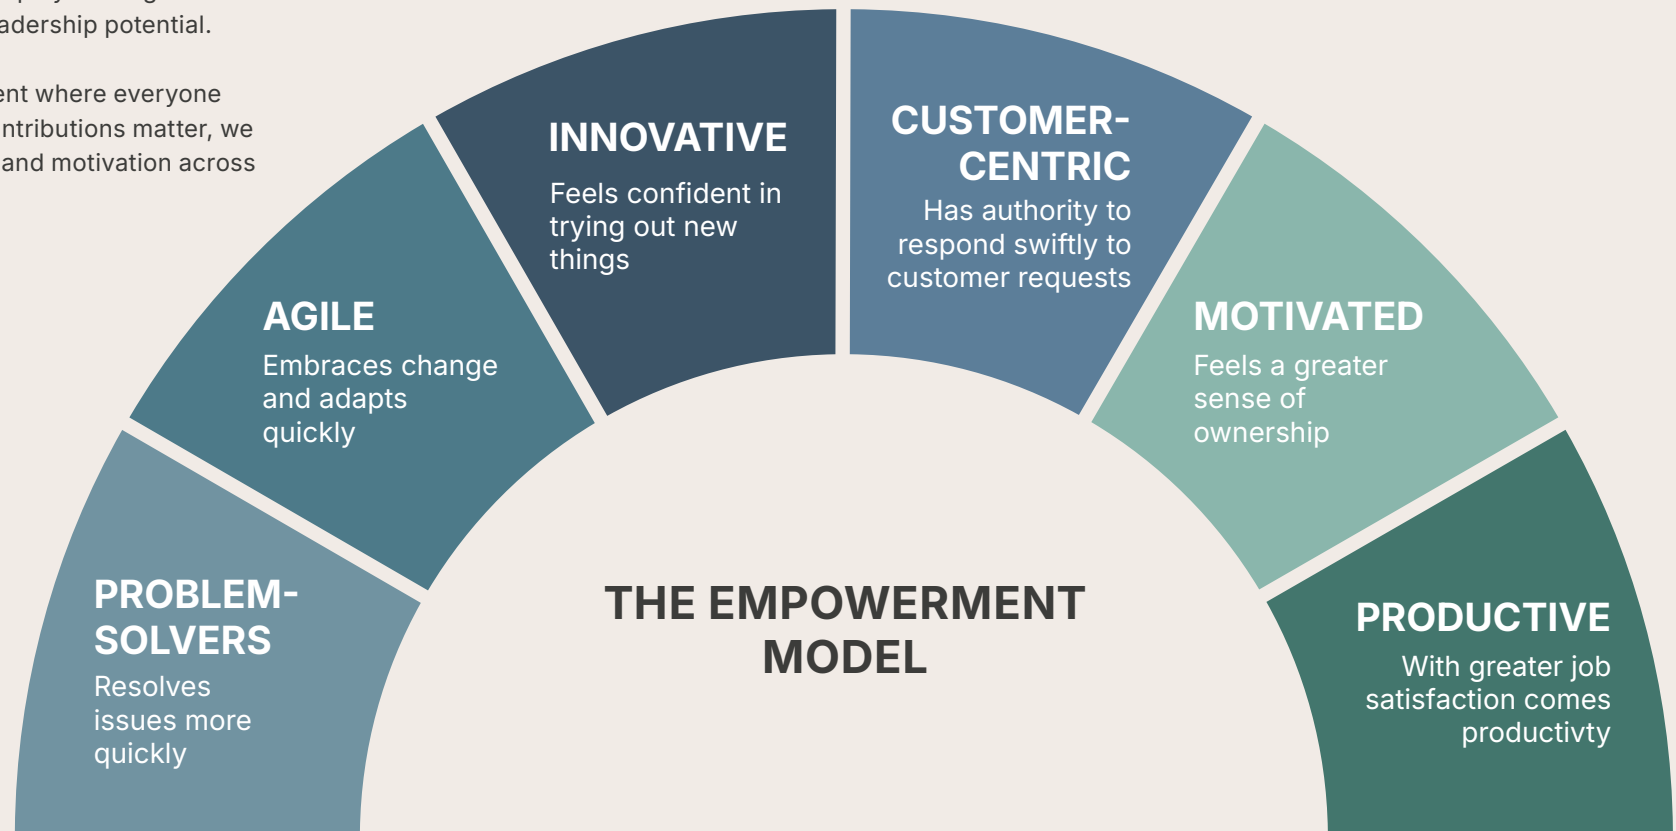 adership potential.
ent where everyone
ntributions matter, we
and motivation across
INNOVATIVE
Feels confident in
trying out new
things
CUSTOMER-
CENTRIC
Has authority to
respond swiftly to
customer requests
AGILE
Embraces change
and adapts
quickly
MOTIVATED
Feels a greater
sense of
ownership
PROBLEM-
SOLVERS
Resolves
issues more
quickly
THE EMPOWERMENT
MODEL
PRODUCTIVE
With greater job
satisfaction comes
productivty